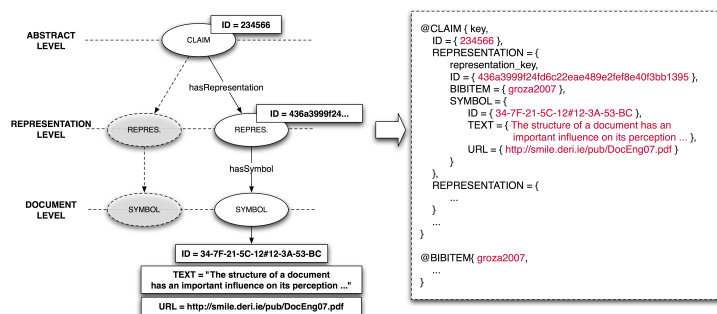 ABSTRACT
LEVEL
ID = 234566
CLAIM
hasRepresentation
REPRESENTATION
LEVEL
ID = 436a3999f24...
REPRES.
REPRES.
hasSymbol
DOCUMENT
LEVEL
SYMBOL
SYMBOL
ID = 34-7F-21-5C-12#12-3A-53-BC
TEXT = "The structure of a document
has an important influence on its perception ..."
URL = http://smile.deri.ie/pub/DocEng07.pdf
@CLAIM { key,
ID = { 234566 },
REPRESENTATION = {
representation_key,
ID = { 436a3999f24fd6c22eae489e2fef8e40f3bb1395 },
BIBITEM = { groza2007 },
SYMBOL = {
ID = { 34-7F-21-5C-12#12-3A-53-BC },
TEXT = { The structure of a document has an
important influence on its perception ... },
URL = { http://smile.deri.ie/pub/DocEng07.pdf }
}
},
REPRESENTATION = {
...
}
...
}
@BIBITEM{ groza2007,
...
}